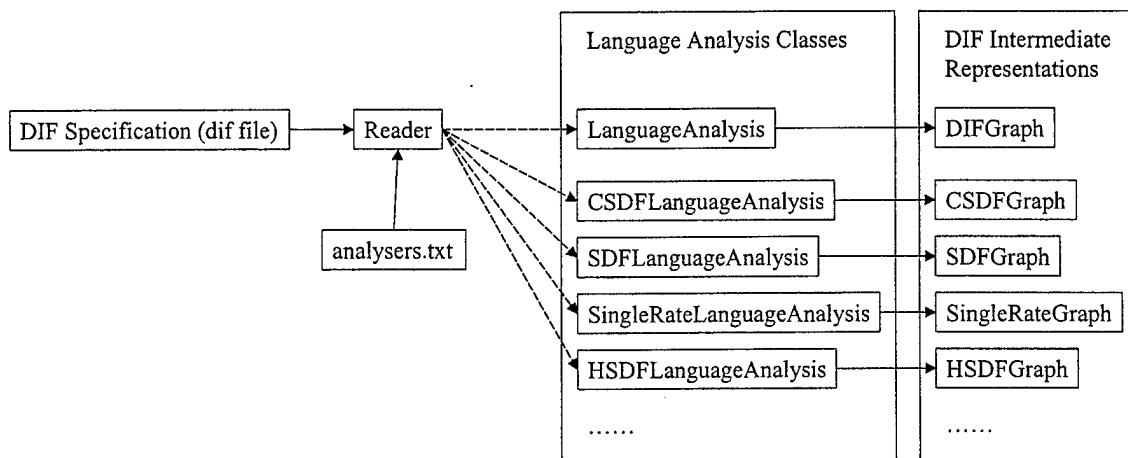 Language Analysis Classes
DIF Intermediate
Representations
DIF Specification (dif file)
Reader
LanguageAnalysis
DIFGraph
CSDFLanguageAnalysis
CSDFGraph
analysers.txt
SDFLanguageAnalysis
SDFGraph
SingleRateLanguageAnalysis
SingleRateGraph
HSDFLanguageAnalysis
HSDFGraph
......
......